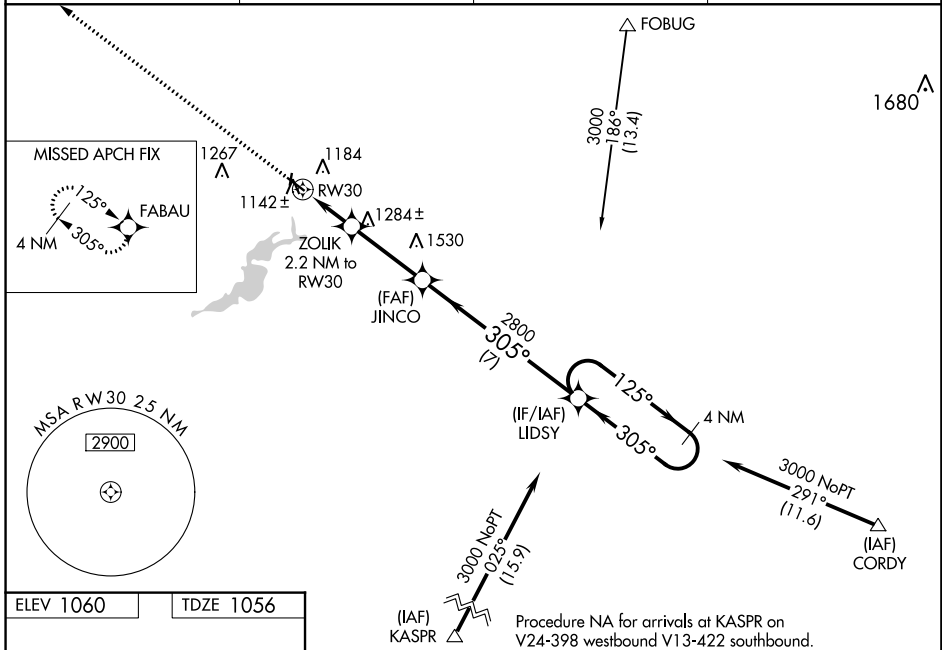 FOBUG
1680
3000
186°
(13.4)
MISSED APCH FIX
125°
FABAU
4 NM
305°
1267
1184
RW30
1142 ±
1284 ±
1530
ZOLIK
2.2 NM to
RW30
(FAF)
JINCO
2800
305°
(7)
125°
4 NM
305°
(IF/IAF)
LIDSY
MSA RW30 25 NM
2900
3000 NoPT
291°
(11.6)
(IAF)
CORDY
3000 NoPT
025°
(15.9)
(IAF)
KASPR
Procedure NA for arrivals at KASPR on
V24-398 westbound V13-422 southbound.
ELEV 1060
TDZE 1056